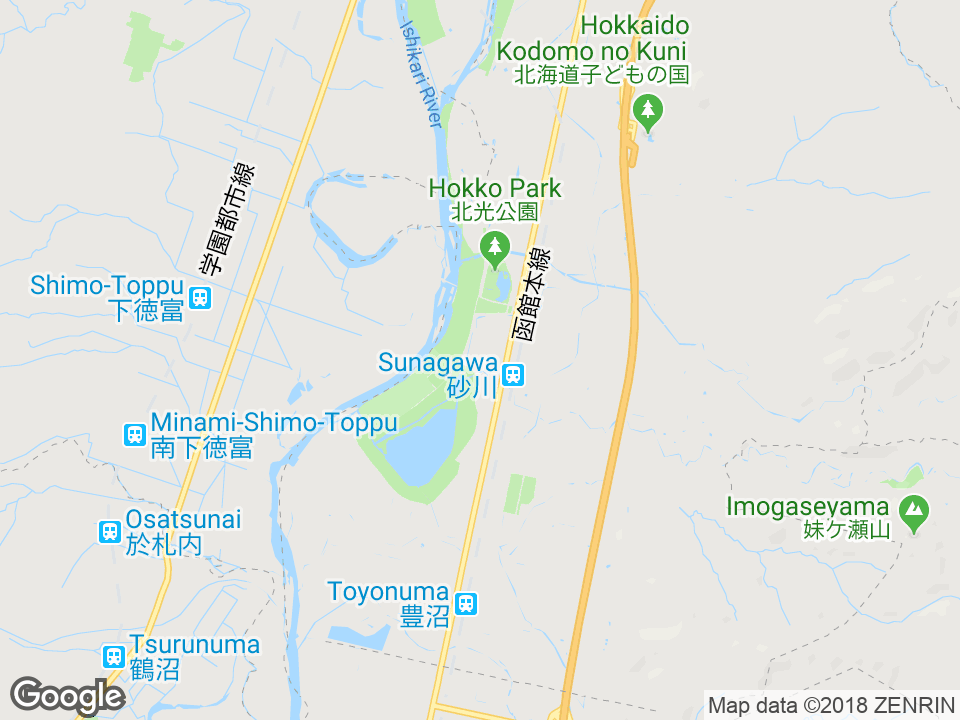 Hokkaido
Kodomo no Kuni
北海道子どもの国
Ishikari River
学園都市線
Hokko Park
北光公園
函館本線
Shimo-Toppu
下徳富
Sunagawa
砂川
Minami-Shimo-Toppu
南下徳富
Imogaseyama
妹ケ瀬山
Osatsunai
於札内
Toyonuma
豊沼
Tsurunuma
鶴沼
Google
Map data ©2018 ZENRIN